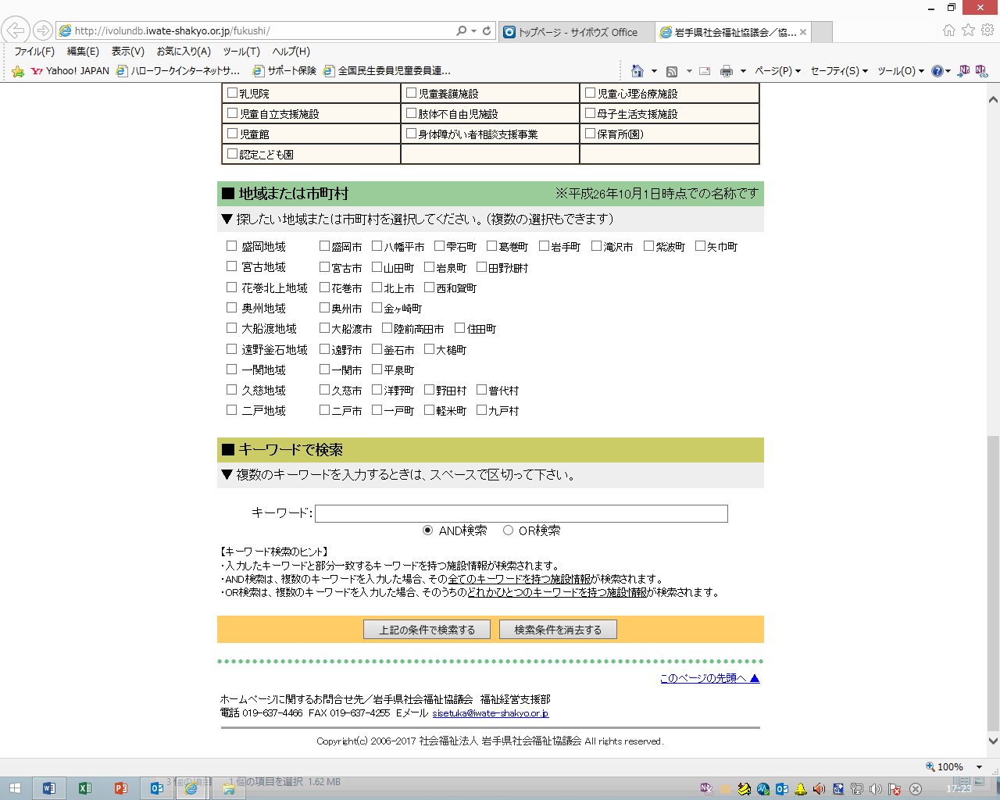 http://ivolundb.iwate-shakyo.or.jp/fukushi/
トップページ - サイボウズ Office
岩手県社会福祉協議会／協...
ファイル(F) 編集(E) 表示(V) お気に入り(A) ツール(T) ヘルプ(H)
Yahoo! JAPAN ハローワークインターネットサ... サポート保険 全国民生委員児童委員連... ページ(P) セーフティ(S) ツール(O)
乳児院 児童養護施設 児童心理治療施設
児童自立支援施設 肢体不自由児施設 母子生活支援施設
児童館 身体障がい者相談支援事業 保育所(園)
認定こども園
■ 地域または市町村 ※平成26年10月1日時点での名称です
▼ 探したい地域または市町村を選択してください。（複数の選択もできます）
盛岡地域 盛岡市 八幡平市 雫石町 葛巻町 岩手町 滝沢市 紫波町 矢巾町
宮古地域 宮古市 山田町 岩泉町 田野畑村
花巻北上地域 花巻市 北上市 西和賀町
奥州地域 奥州市 金ヶ崎町
大船渡地域 大船渡市 陸前高田市 住田町
遠野釜石地域 遠野市 釜石市 大槌町
一関地域 一関市 平泉町
久慈地域 久慈市 洋野町 野田村 普代村
二戸地域 二戸市 一戸町 軽米町 九戸村
■ キーワードで検索
▼ 複数のキーワードを入力するときは、スペースで区切って下さい。
キーワード：
AND検索 OR検索
【キーワード検索のヒント】
・入力したキーワードと部分一致するキーワードを持つ施設情報が検索されます。
・AND検索は、複数のキーワードを入力した場合、その全てのキーワードを持つ施設情報が検索されます。
・OR検索は、複数のキーワードを入力した場合、そのうちのどれかひとつのキーワードを持つ施設情報が検索されます。
上記の条件で検索する 検索条件を消去する
このページの先頭へ ▲
ホームページに関するお問合せ先／岩手県社会福祉協議会 福祉経営支援部
電話 019-637-4466 FAX 019-637-4255 Eメール sisetuka@iwate-shakyo.or.jp
Copyright(c) 2006-2017 社会福祉法人 岩手県社会福祉協議会 All rights reserved.
100%
3 個の項目 1 個の項目を選択 1.62 MB
17:23